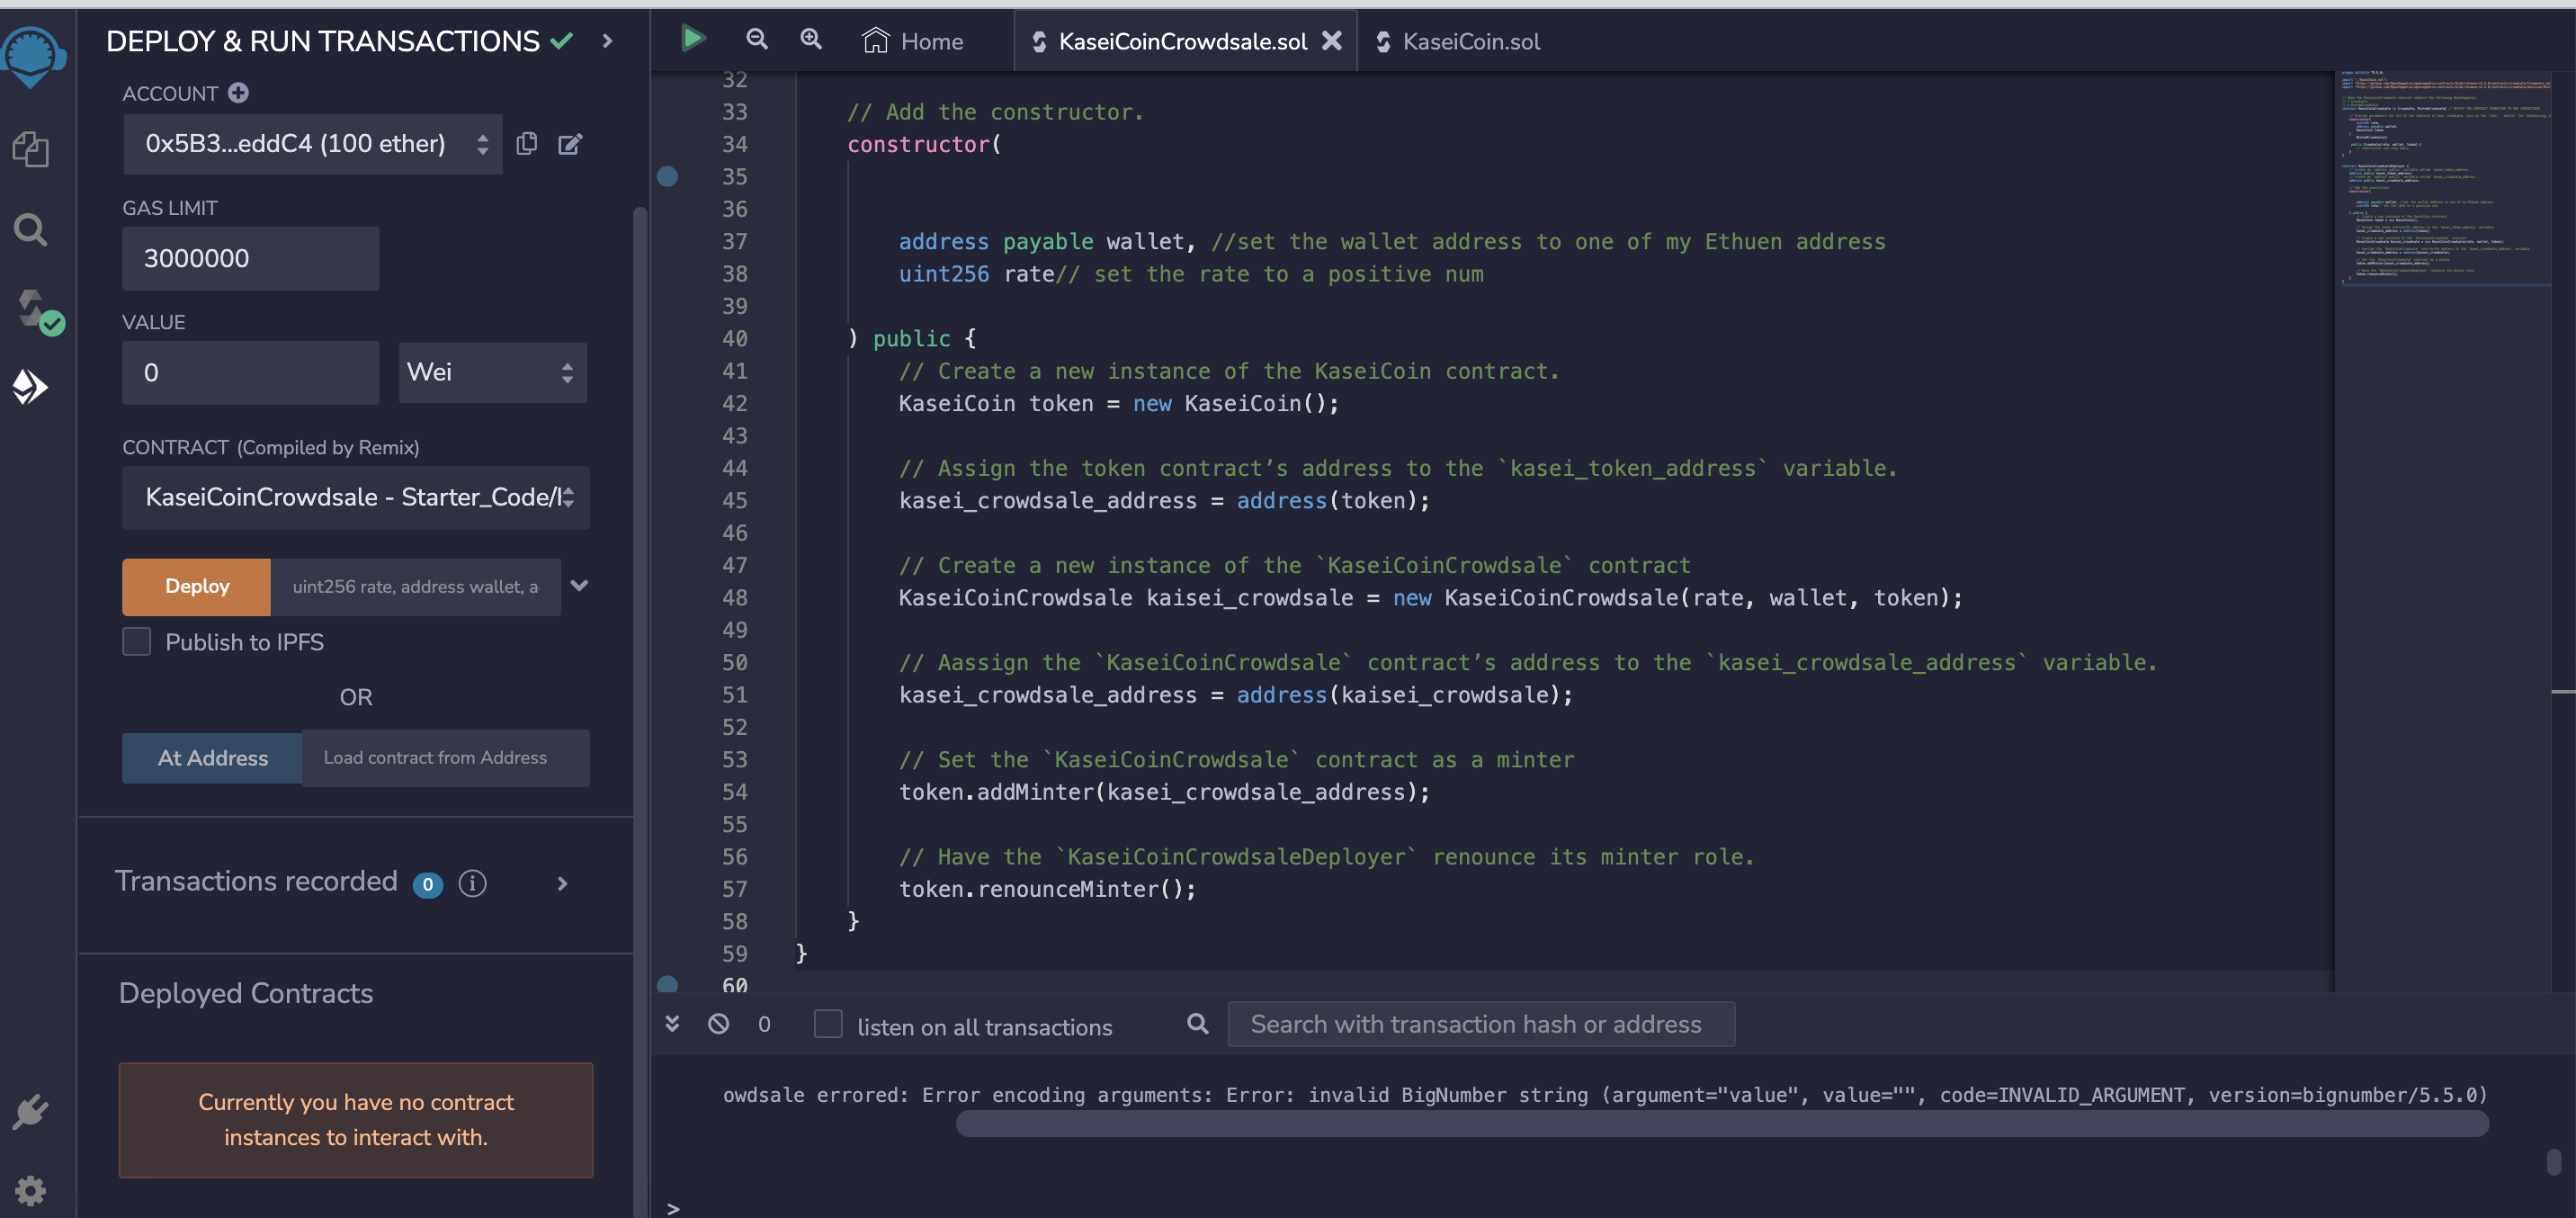 DEPLOY & RUN TRANSACTIONS
ACCOUNT
0x5B3...eddC4 (100 ether)
GAS LIMIT
3000000
VALUE
0
Wei
CONTRACT (Compiled by Remix)
KaseiCoinCrowdsale - Starter_Code/
Deploy
uint256 rate, address wallet, a
Publish to IPFS
OR
At Address
Load contract from Address
Transactions recorded 0 i
Deployed Contracts
Currently you have no contract
instances to interact with.
Home
KaseiCoinCrowdsale.sol
KaseiCoin.sol
32
33 // Add the constructor.
34 constructor(
35
36
37 address payable wallet, //set the wallet address to one of my Ethuen address
38 uint256 rate// set the rate to a positive num
39
40 ) public {
41 // Create a new instance of the KaseiCoin contract.
42 KaseiCoin token = new KaseiCoin();
43
44 // Assign the token contract’s address to the `kasei_token_address` variable.
45 kasei_crowdsale_address = address(token);
46
47 // Create a new instance of the `KaseiCoinCrowdsale` contract
48 KaseiCoinCrowdsale kaisei_crowdsale = new KaseiCoinCrowdsale(rate, wallet, token);
49
50 // Aassign the `KaseiCoinCrowdsale` contract’s address to the `kasei_crowdsale_address` variable.
51 kasei_crowdsale_address = address(kaisei_crowdsale);
52
53 // Set the `KaseiCoinCrowdsale` contract as a minter
54 token.addMinter(kasei_crowdsale_address);
55
56 // Have the `KaseiCoinCrowdsaleDeployer` renounce its minter role.
57 token.renounceMinter();
58 }
59 }
60
0
listen on all transactions
Search with transaction hash or address
owdsale errored: Error encoding arguments: Error: invalid BigNumber string (argument="value", value="", code=INVALID_ARGUMENT, version=bignumber/5.5.0)
>